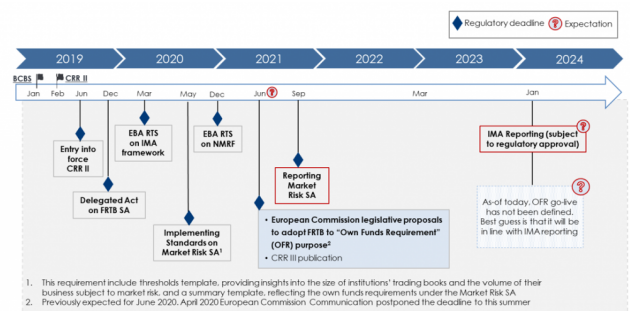 Regulatory deadline ? Expectation
2019 2020 2021 2022 2023 2024
BCBS CRR II
Jan Feb Jun Dec Mar May Dec Jun ? Sep Mar Jan
Entry into
force
CRR II
Delegated Act
on FRTB SA
EBA RTS
on IMA
framework
Implementing
Standards on
Market Risk SA1
EBA RTS
on NMRF
Reporting
Market
Risk SA
• European Commission legislative proposals
to adopt FRTB to "Own Funds Requirement"
(OFR) purpose2
• CRR III publication
?
IMA Reporting (subject
to regulatory approval)
?
As-of today, OFR go-live
has not been defined.
Best guess is that it will be
in line with IMA reporting
1. This requirement include thresholds template, providing insights into the size of institutions' trading books and the volume of their
business subject to market risk, and a summary template, reflecting the own funds requirements under the Market Risk SA
2. Previously expected for June 2020, April 2020 European Commission Communication postponed the deadline to this summer